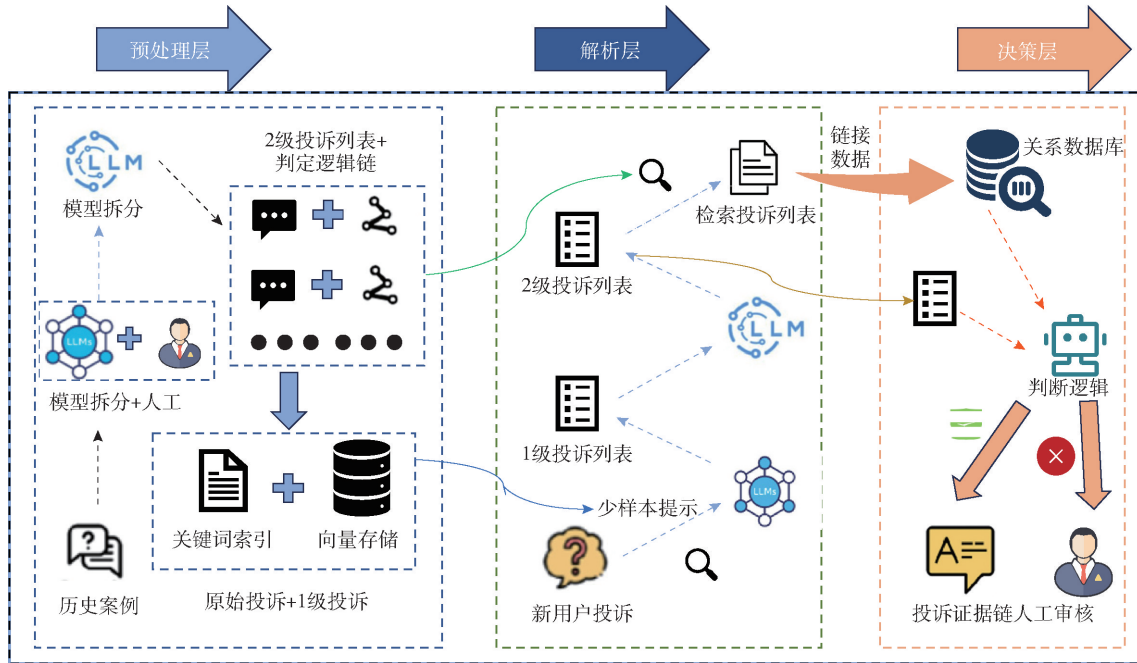 预处理层
解析层
决策层
LLM
模型拆分
2级投诉列表+
判定逻辑链
LLMs
模型拆分+人工
关键词索引
向量存储
历史案例
原始投诉+1级投诉
检索投诉列表
2级投诉列表
LLM
1级投诉列表
LLMs
少样本提示
新用户投诉
链接
数据
关系数据库
判断逻辑
A
投诉证据链人工审核